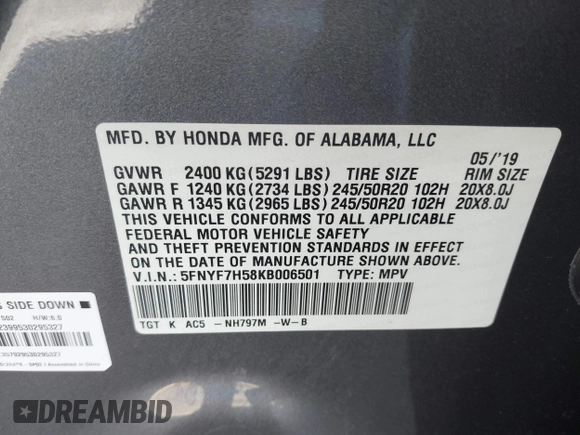 MFD. BY HONDA MFG. OF ALABAMA, LLC
05/'19
GVWR 2400 KG(5291 LBS) TIRE SIZE RIM SIZE
GAWR F 1240 KG(2734 LBS) 245/50R20 102H 20X8.0J
GAWR R 1345 KG(2965 LBS) 245/50R20 102H 20X8.0J
THIS VEHICLE CONFORMS TO ALL APPLICABLE
FEDERAL MOTOR VEHICLE SAFETY
AND THEFT PREVENTION STANDARDS IN EFFECT
ON THE DATE OF MANUFACTURE SHOWN ABOVE.
V.I.N.: 5FNYF7H58KB006501 TYPE: MPV
TGT K AC5 -NH797M -W-B
SIDE DOWN
H/W:6.0
2399530295327
DREAMBID